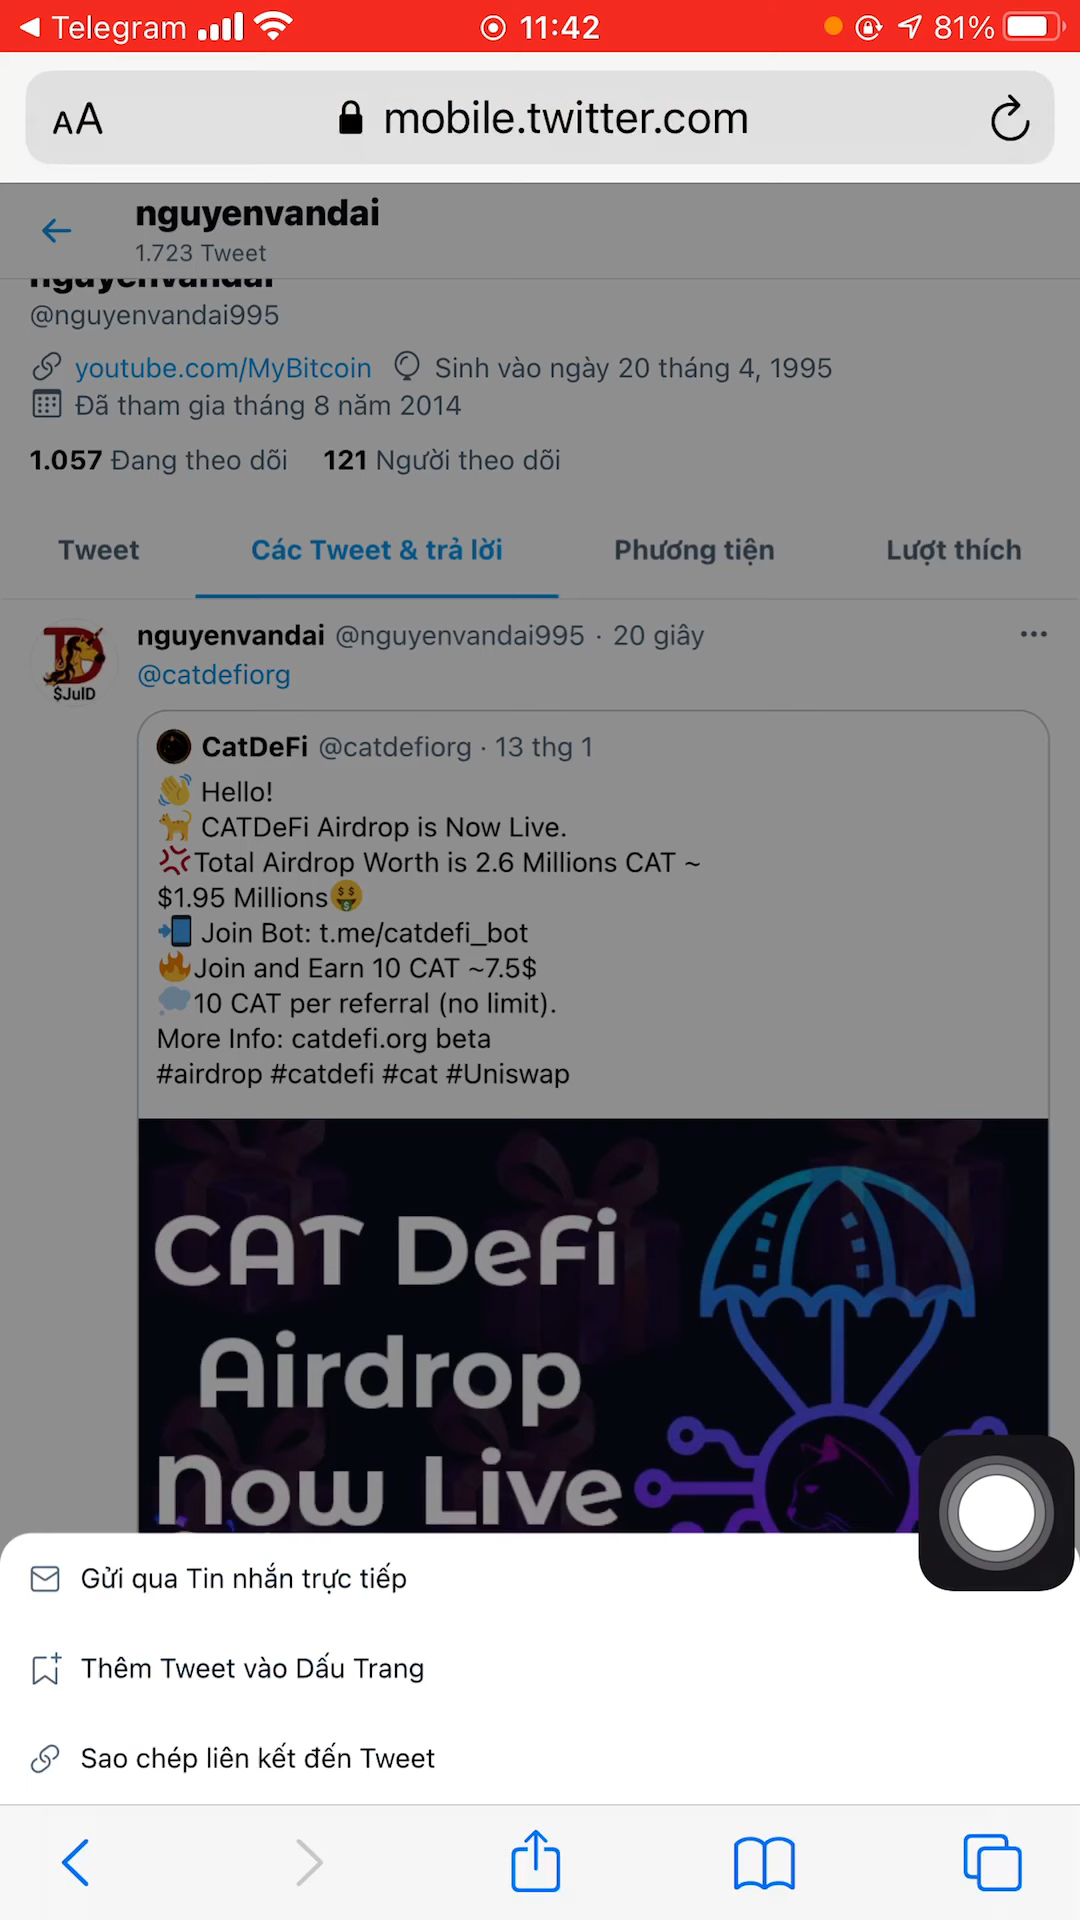 Telegram 11:42 81%
AA mobile.twitter.com
nguyenvandai
1.723 Tweet
nguyenvandai
@nguyenvandai995
youtube.com/MyBitcoin Sinh vào ngày 20 tháng 4, 1995
Đã tham gia tháng 8 năm 2014
1.057 Đang theo dõi 121 Người theo dõi
Tweet Các Tweet & trả lời Phương tiện Lượt thích
nguyenvandai @nguyenvandai995 · 20 giây
@catdefiorg
$JulD
CatDeFi @catdefiorg · 13 thg 1
👋 Hello!
🐈 CATDeFi Airdrop is Now Live.
💢Total Airdrop Worth is 2.6 Millions CAT ~
$1.95 Millions🤑
📲 Join Bot: t.me/catdefi_bot
🔥Join and Earn 10 CAT ~7.5$
💭10 CAT per referral (no limit).
More Info: catdefi.org beta
#airdrop #catdefi #cat #Uniswap
CAT DeFi
Airdrop
Now Live
Gửi qua Tin nhắn trực tiếp
Thêm Tweet vào Dấu Trang
Sao chép liên kết đến Tweet